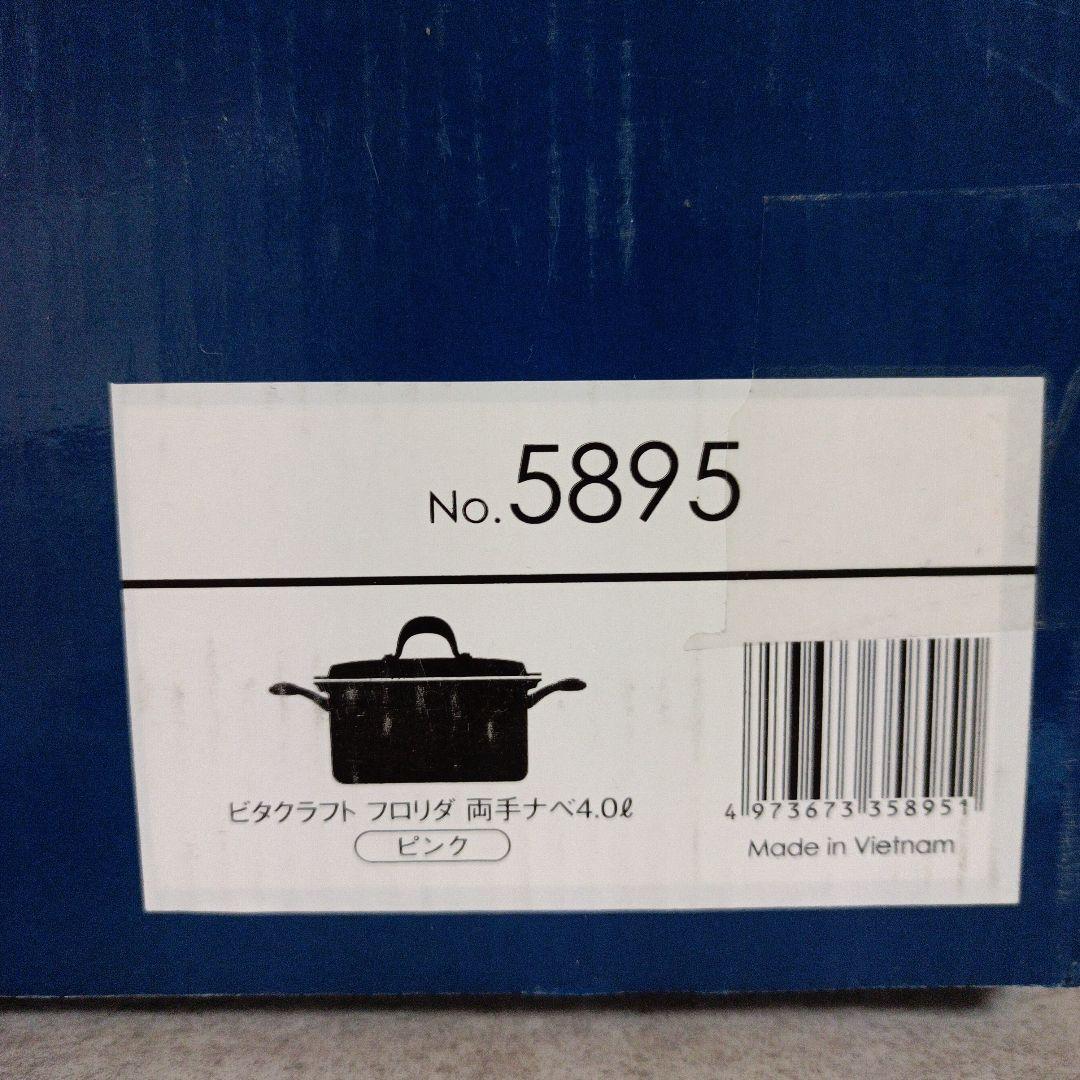 No.5895
ビタクラフト フロリダ 両手ナベ4.0ℓ
ピンク
4 973673 358951
Made in Vietnam